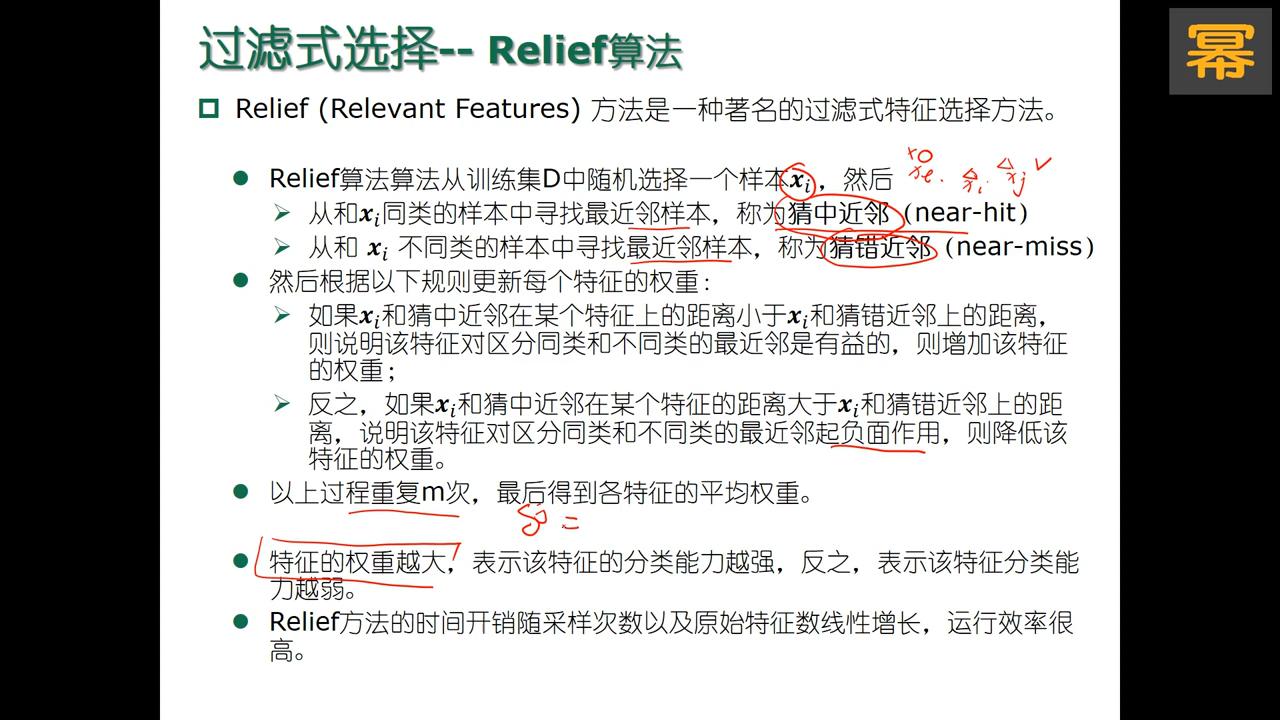 过滤式选择-- Relief算法
幂
Relief (Relevant Features) 方法是一种著名的过滤式特征选择方法。
Relief算法算法从训练集D中随机选择一个样本xi，然后
从和xi同类的样本中寻找最近邻样本，称为猜中近邻（near-hit）
从和 xi 不同类的样本中寻找最近邻样本，称为猜错近邻（near-miss）
然后根据以下规则更新每个特征的权重：
如果xi和猜中近邻在某个特征上的距离小于xi和猜错近邻上的距离，
则说明该特征对区分同类和不同类的最近邻是有益的，则增加该特征
的权重；
反之，如果xi和猜中近邻在某个特征的距离大于xi和猜错近邻上的距
离，说明该特征对区分同类和不同类的最近邻起负面作用，则降低该
特征的权重。
以上过程重复m次，最后得到各特征的平均权重。
特征的权重越大，表示该特征的分类能力越强，反之，表示该特征分类能
力越弱。
Relief方法的时间开销随采样次数以及原始特征数线性增长，运行效率很
高。